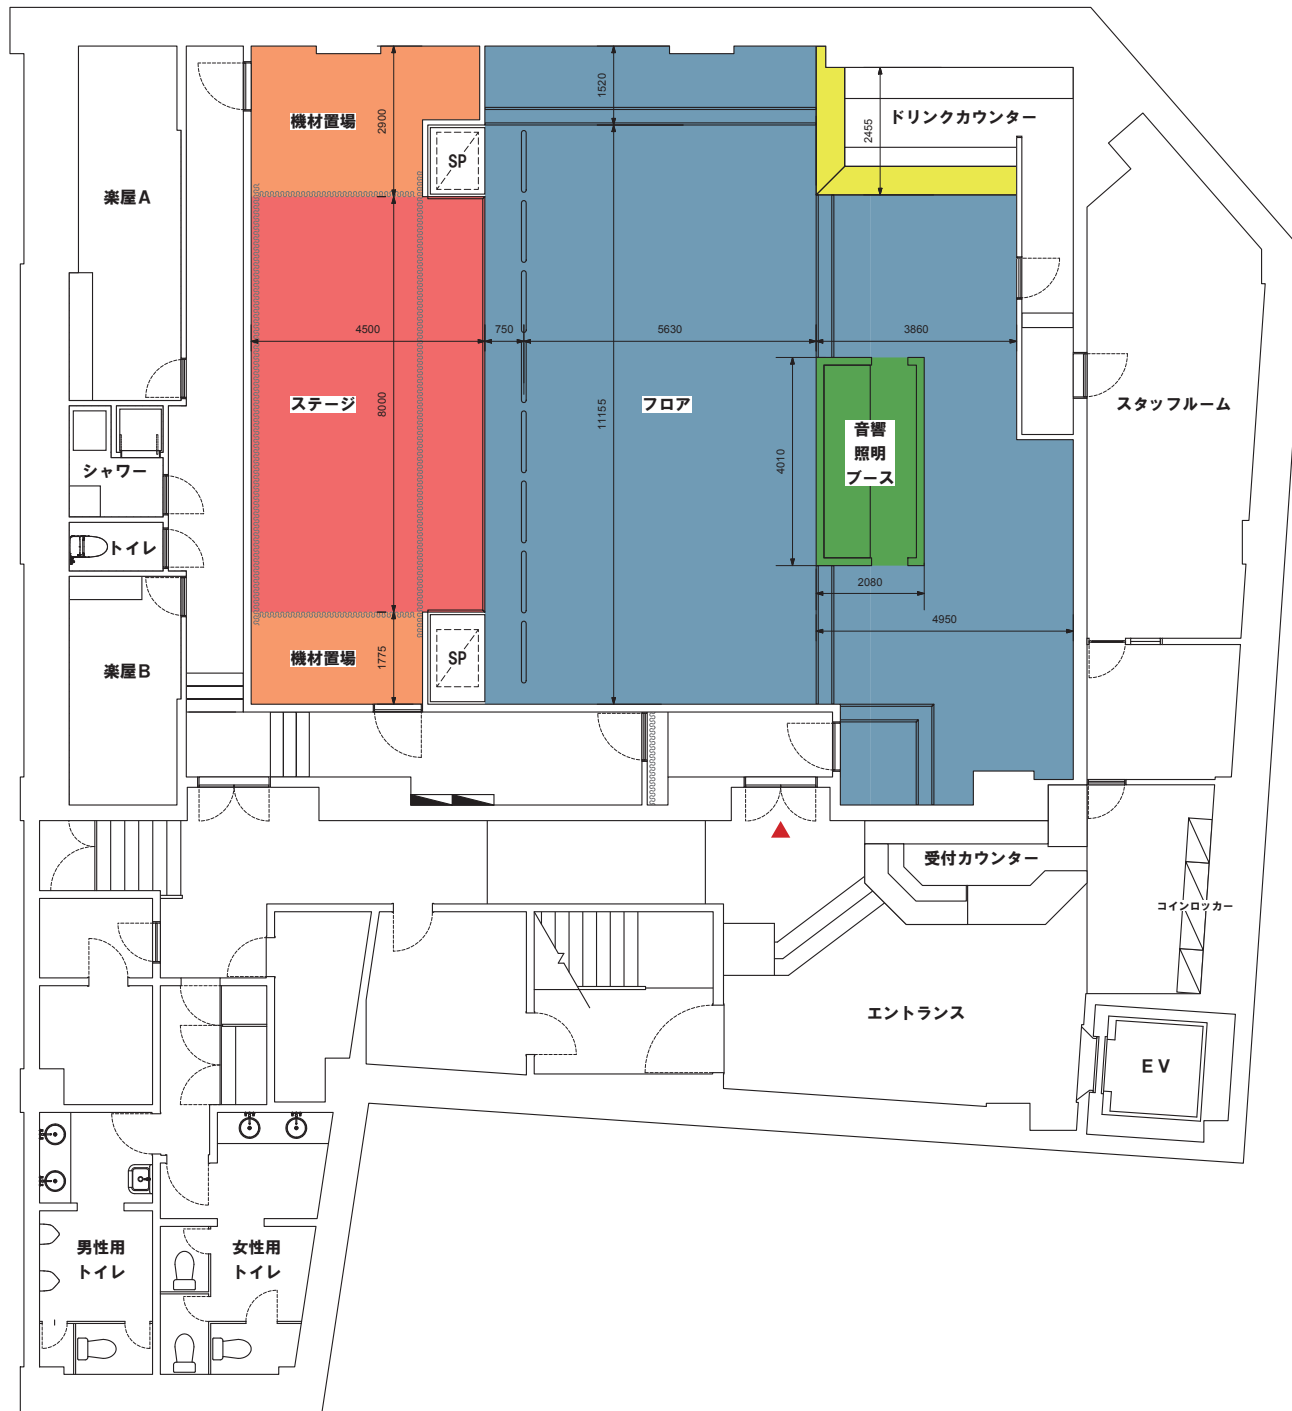 機材置場
2900
1520
ドリンクカウンター
2455
SP
楽屋A
4500
750
5630
3860
ステージ
8000
フロア
11155
スタッフルーム
音響
照明
ブース
4010
シャワー
トイレ
2080
4950
楽屋B
機材置場
1775
SP
受付カウンター
コインロッカー
エントランス
EV
男性用
トイレ
女性用
トイレ